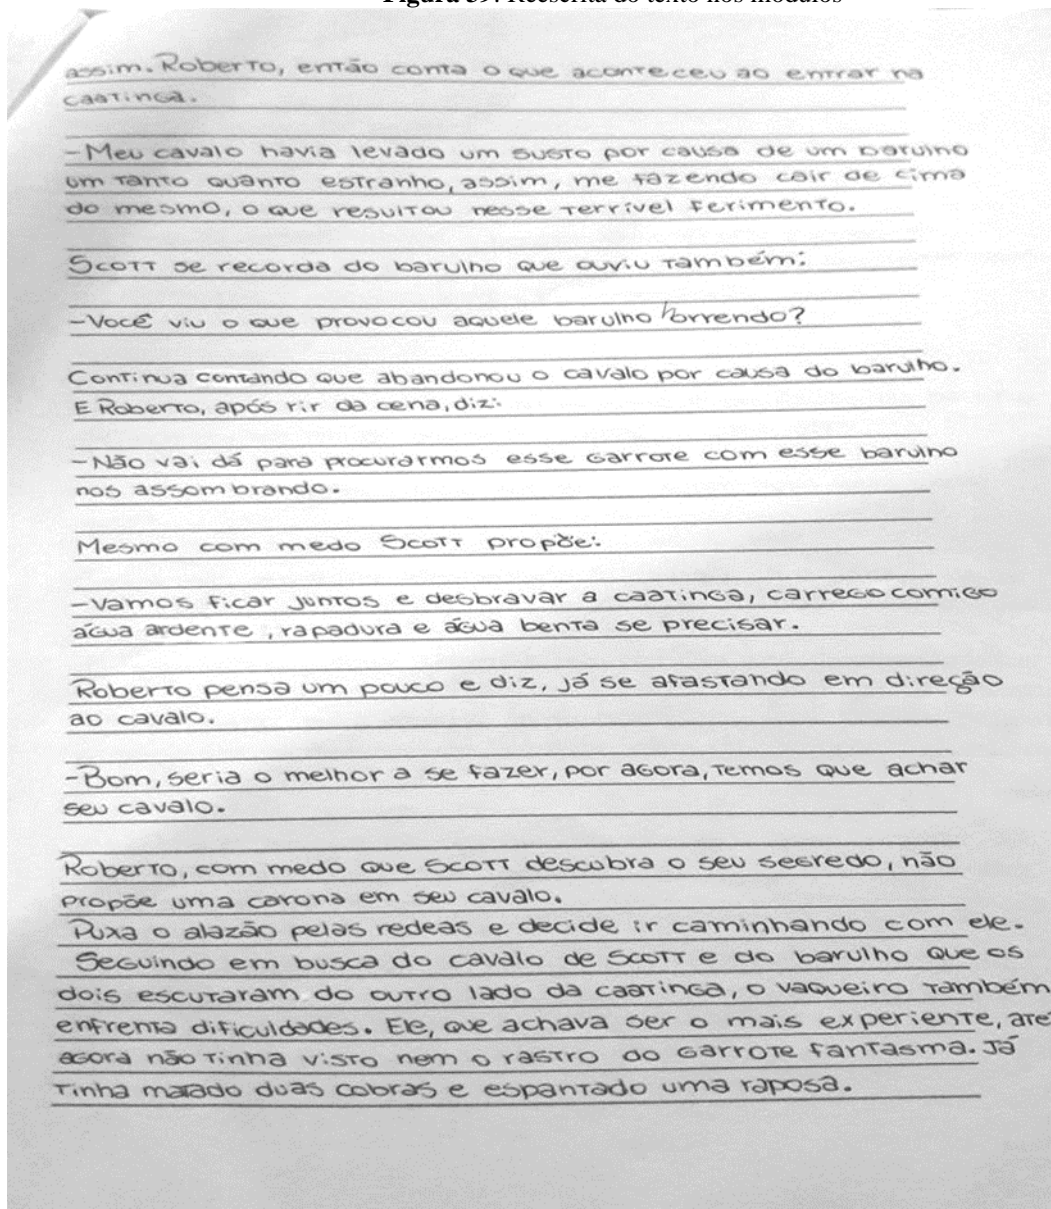 Figura 39: Reescrita do texto nos módulos
assim. Roberto, então conta o que aconteceu ao entrar na
caatinga.
-Meu cavalo havia levado um susto por causa de um barulho
um tanto quanto estranho, assim, me fazendo cair de cima
do mesmo, o que resultou nesse terrível ferimento.
Scott se recorda do barulho que ouviu também:
-Você viu o que provocou aquele barulho horrendo?
Continua contando que abandonou o cavalo por causa do barulho.
E Roberto, após rir da cena, diz:
-Não vai dá para procurarmos esse garrote com esse barulho
nos assombrando.
Mesmo com medo Scott propõe:
-Vamos ficar juntos e desbravar a caatinga, carrego comigo
água ardente, rapadura e água benta se precisar.
Roberto pensa um pouco e diz, já se afastando em direção
ao cavalo.
-Bom, seria o melhor a se fazer, por agora, temos que achar
seu cavalo.
Roberto, com medo que Scott descubra o seu segredo, não
propõe uma carona em seu cavalo.
Puxa o alazão pelas redeas e decide ir caminhando com ele.
Seguindo em busca do cavalo de Scott e do barulho que os
dois escutaram do outro lado da caatinga, o vaqueiro também
enfrenta dificuldades. Ele, que achava ser o mais experiente, até
agora não tinha visto nem o rastro do garrote fantasma. Já
tinha matado duas cobras e espantado uma raposa.